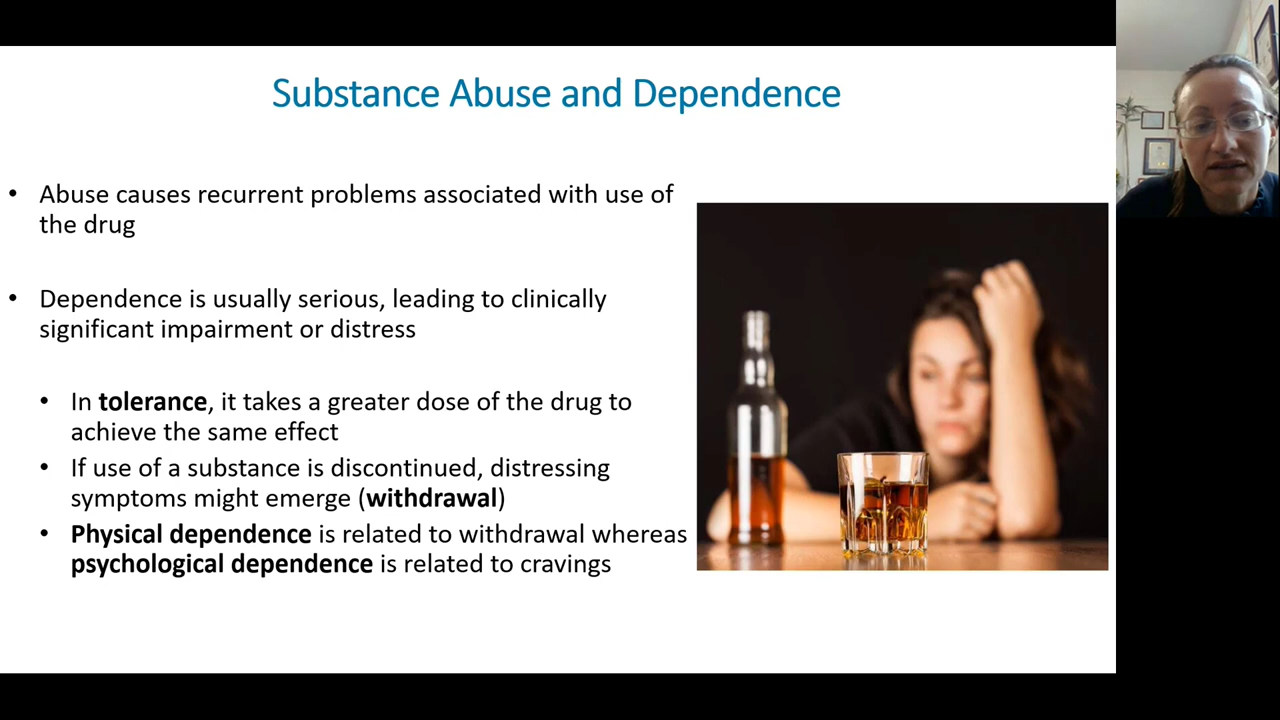 Substance Abuse and Dependence
• Abuse causes recurrent problems associated with use of
the drug
• Dependence is usually serious, leading to clinically
significant impairment or distress
• In tolerance, it takes a greater dose of the drug to
achieve the same effect
• If use of a substance is discontinued, distressing
symptoms might emerge (withdrawal)
• Physical dependence is related to withdrawal whereas
psychological dependence is related to cravings